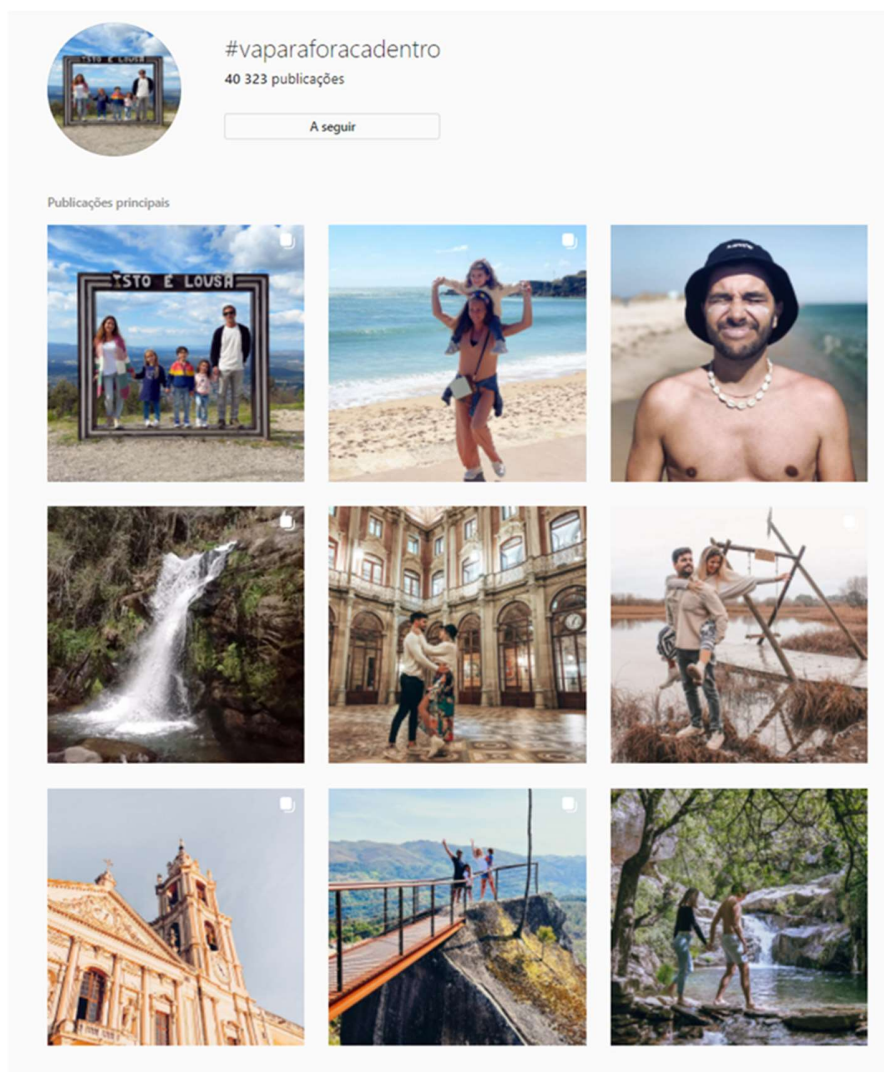 #vaparaforacadentro
40 323 publicações
A seguir
Publicações principais
ISTO É LOUSÃ